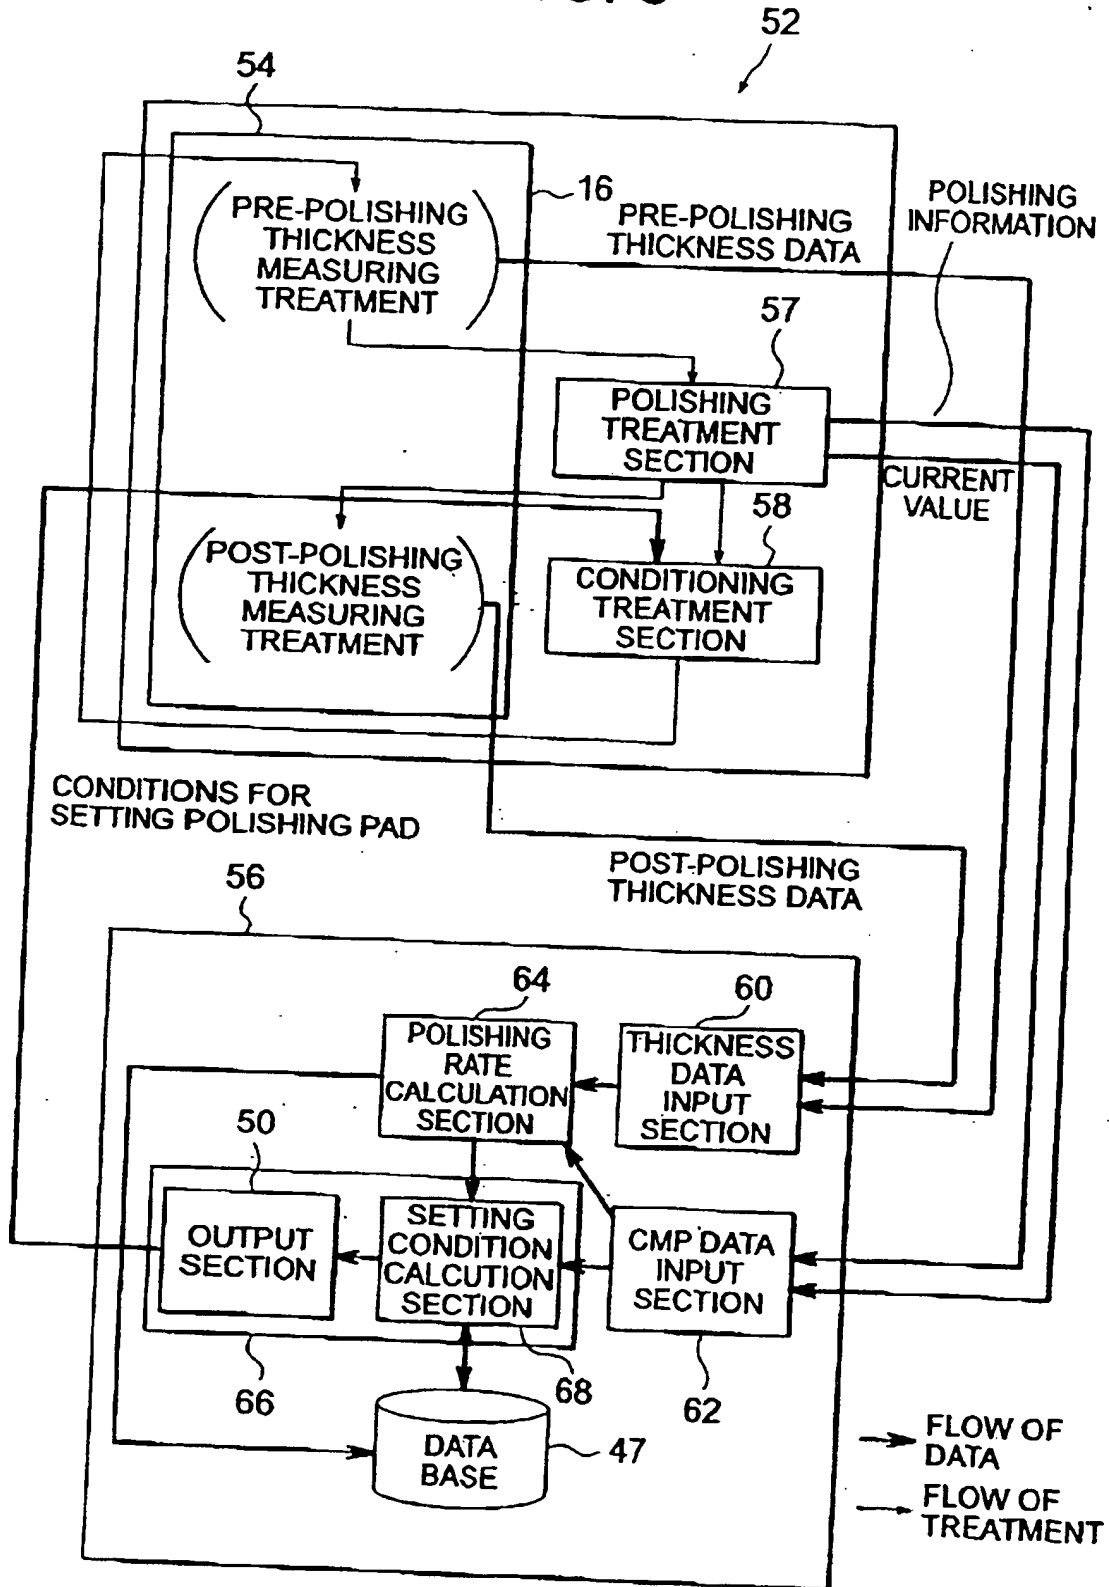 52
54
16
PRE-POLISHING
THICKNESS
MEASURING
TREATMENT
PRE-POLISHING
THICKNESS DATA
POLISHING
INFORMATION
57
POLISHING
TREATMENT
SECTION
CURRENT
VALUE
58
POST-POLISHING
THICKNESS
MEASURING
TREATMENT
CONDITIONING
TREATMENT
SECTION
CONDITIONS FOR
SETTING POLISHING PAD
POST-POLISHING
THICKNESS DATA
56
64
POLISHING
RATE
CALCULATION
SECTION
60
THICKNESS
DATA
INPUT
SECTION
50
OUTPUT
SECTION
SETTING
CONDITION
CALCUTION
SECTION
CMP DATA
INPUT
SECTION
66
68
62
DATA
BASE
47
FLOW OF
DATA
FLOW OF
TREATMENT